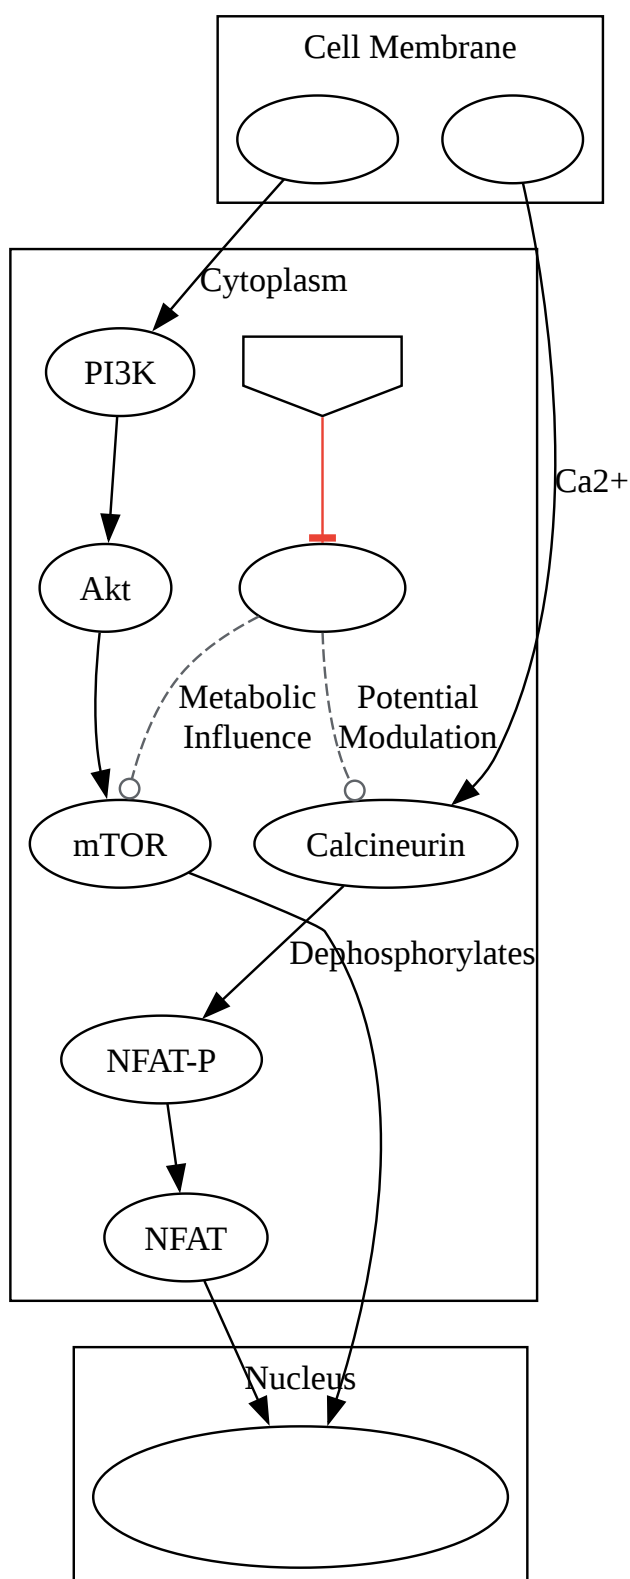 Cell Membrane
Cytoplasm
PI3K
Ca2+
Akt
Metabolic
Influence
Potential
Modulation
mTOR
Calcineurin
Dephosphorylates
NFAT-P
NFAT
Nucleus